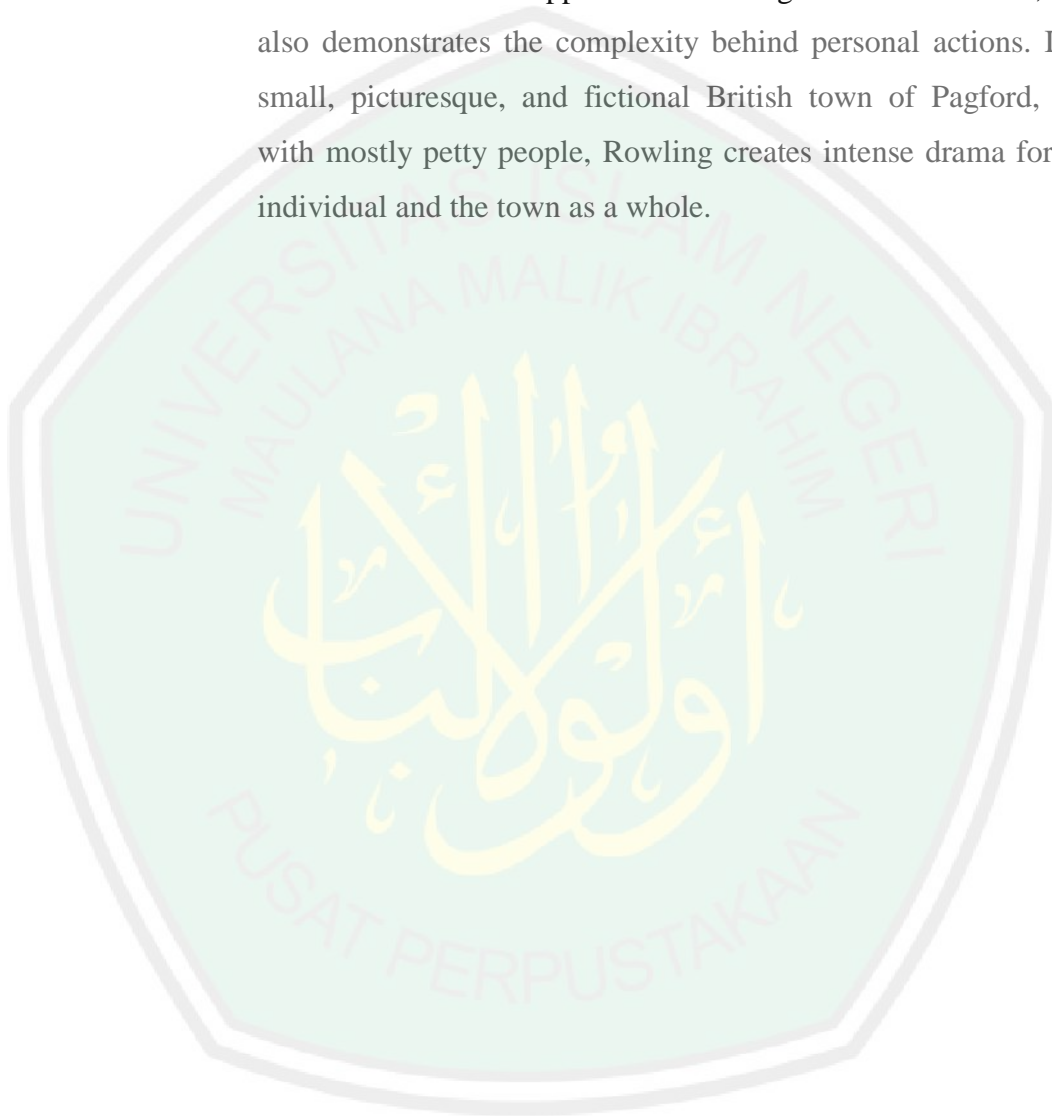 also demonstrates the complexity behind personal actions. I
small, picturesque, and fictional British town of Pagford,
with mostly petty people, Rowling creates intense drama for
individual and the town as a whole.
UNIVERSITAS ISLAM NEGERI
MAULANA MALIK IBRAHIM
PUSAT PERPUSTAKAAN